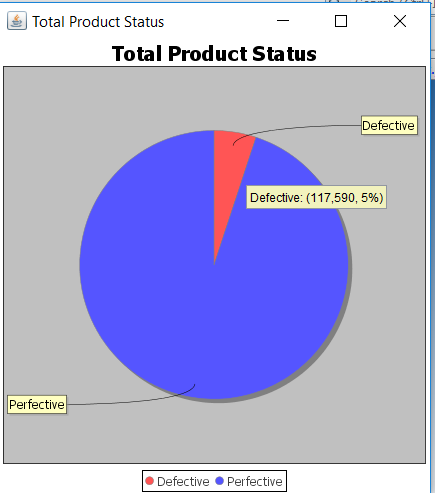 Total Product Status
Total Product Status
Defective
Defective: (117,590, 5%)
Perfective
Defective Perfective